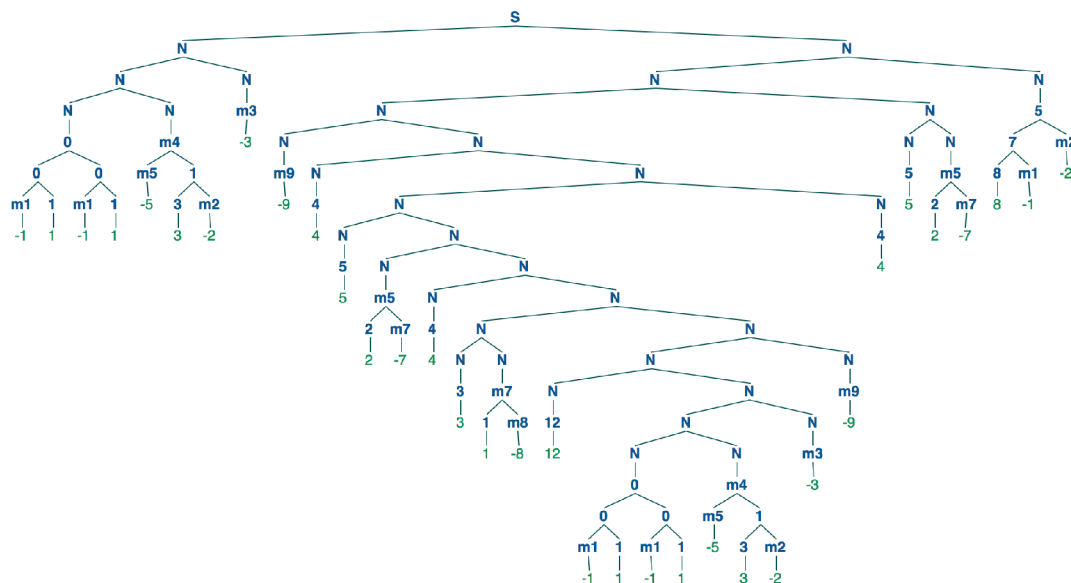 S
N N
N N N N
N N m3 N N 5
0 m4 -3 N N N N 7 m2
0 0 m5 1 m9 N N 5 m5 8 m1 -2
m1 1 m1 1 -5 3 m2 -9 4 N N 5 2 m7 8 -1
-1 1 -1 1 3 -2 4 N N 4 2 -7
5 N N 4
5 m5 N N
2 m7 4 N N
2 -7 4 N N N N
3 m7 N N m9
3 1 m8 12 N N -9
1 -8 12 N N m3
0 m4 -3
0 0 m5 1
m1 1 m1 1 -5 3 m2
-1 1 -1 1 3 -2